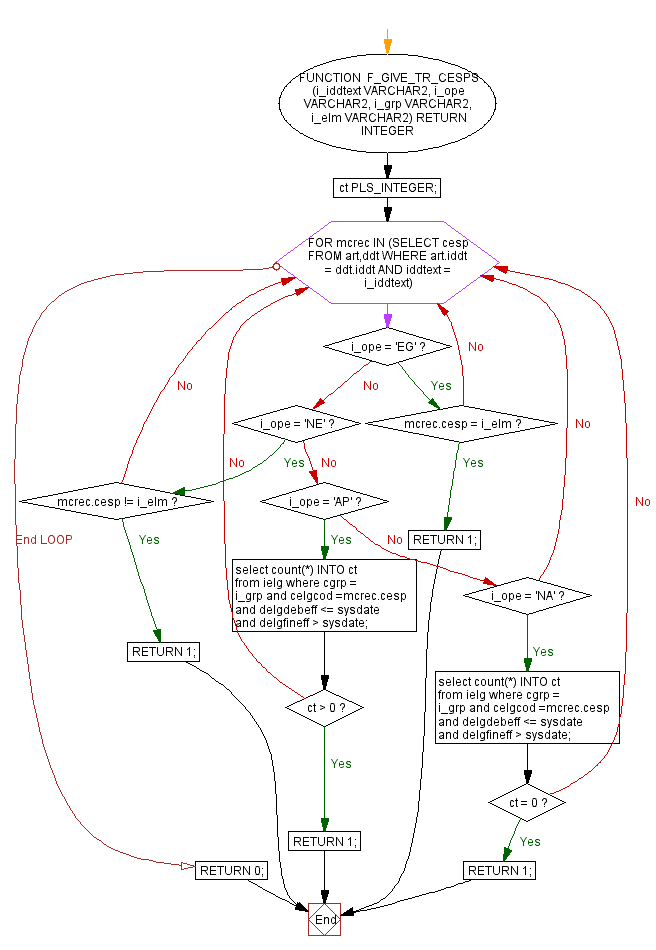 FUNCTION F_GIVE_TR_CESPS
(i_iddtext VARCHAR2, i_ope
VARCHAR2, i_grp VARCHAR2,
i_elm VARCHAR2) RETURN
INTEGER
ct PLS_INTEGER;
FOR mcrec IN (SELECT cesp
FROM art,ddt WHERE art.iddt
= ddt.iddt AND iddtext =
i_iddtext)
i_ope = 'EG' ?
No
No
No
Yes
i_ope = 'NE' ?
mcrec.cesp = i_elm ?
No
No
Yes
No
Yes
mcrec.cesp != i_elm ?
i_ope = 'AP' ?
No
End LOOP
Yes
Yes
No
RETURN 1;
select count(*) INTO ct
from ielg where cgrp =
i_grp and celgcod =mcrec.cesp
and delgdebeff <= sysdate
and delgfineff > sysdate;
i_ope = 'NA' ?
RETURN 1;
Yes
select count(*) INTO ct
from ielg where cgrp =
i_grp and celgcod =mcrec.cesp
and delgdebeff <= sysdate
and delgfineff > sysdate;
ct > 0 ?
Yes
ct = 0 ?
RETURN 1;
Yes
RETURN 0;
RETURN 1;
End